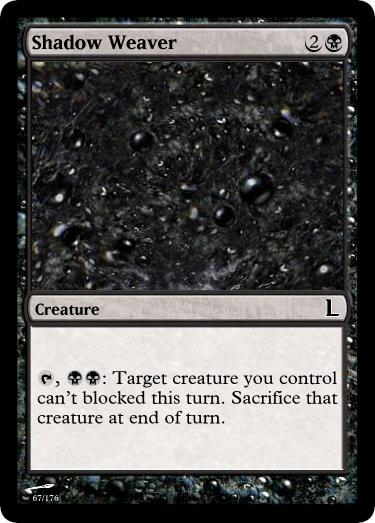 Shadow Weaver 2
Creature L
, : Target creature you control
can't blocked this turn. Sacrifice that
creature at end of turn.
67/176